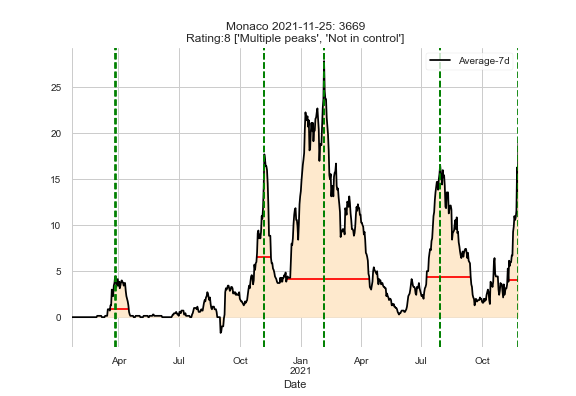 Monaco 2021-11-25: 3669
Rating:8 ['Multiple peaks', 'Not in control']
Average-7d
25
20
15
10
5
0
Apr
Jul
Oct
Jan
2021
Apr
Jul
Oct
Date